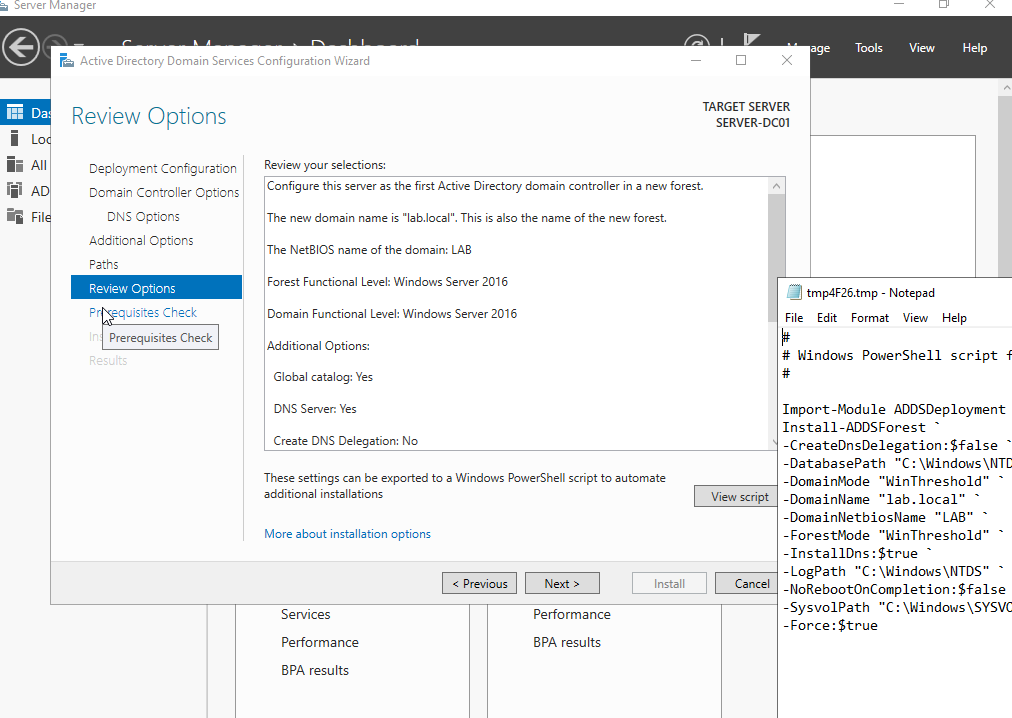 Server Manager
Manage Tools View Help
Active Directory Domain Services Configuration Wizard
Review Options
TARGET SERVER
SERVER-DC01
Das
Loc
All
AD
File
Deployment Configuration
Domain Controller Options
DNS Options
Additional Options
Paths
Review Options
Prerequisites Check
Prerequisites Check
Results
Review your selections:
Configure this server as the first Active Directory domain controller in a new forest.
The new domain name is "lab.local". This is also the name of the new forest.
The NetBIOS name of the domain: LAB
Forest Functional Level: Windows Server 2016
Domain Functional Level: Windows Server 2016
Additional Options:
Global catalog: Yes
DNS Server: Yes
Create DNS Delegation: No
These settings can be exported to a Windows PowerShell script to automate
additional installations
View script
More about installation options
< Previous Next > Install Cancel
Services
Performance
BPA results
Performance
BPA results
tmp4F26.tmp - Notepad
File Edit Format View Help
#
# Windows PowerShell script f
#
Import-Module ADDSDeployment
Install-ADDSForest `
-CreateDnsDelegation:$false `
-DatabasePath "C:\Windows\NTD
-DomainMode "WinThreshold" `
-DomainName "lab.local" `
-DomainNetbiosName "LAB" `
-ForestMode "WinThreshold" `
-InstallDns:$true `
-LogPath "C:\Windows\NTDS" `
-NoRebootOnCompletion:$false
-SysvolPath "C:\Windows\SYSVO
-Force:$true